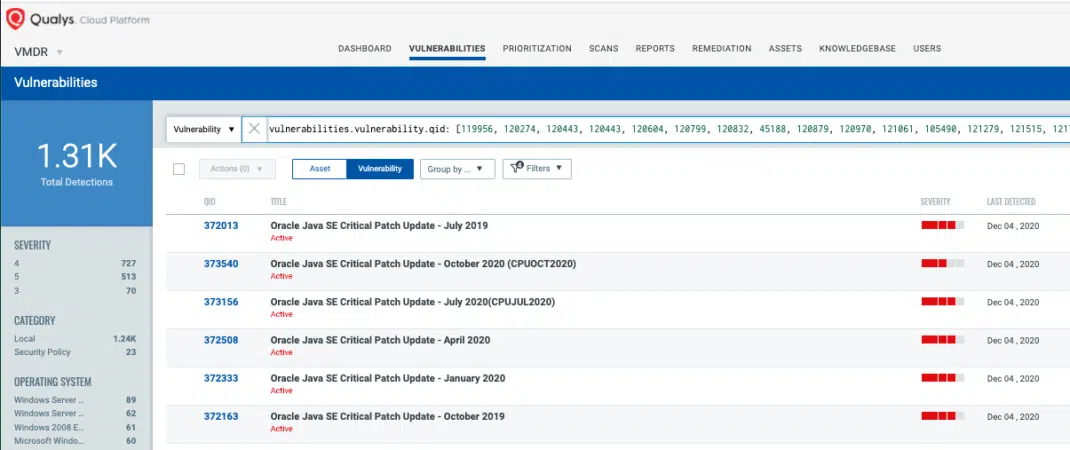 Qualys. Cloud Platform
VMDR
DASHBOARD VULNERABILITIES PRIORITIZATION SCANS REPORTS REMEDIATION ASSETS KNOWLEDGEBASE USERS
Vulnerabilities
1.31K
Total Detections
Vulnerability vulnerabilities.vulnerability.qid: [119956, 120274, 120443, 120443, 120604, 120799, 120832, 45188, 120879, 120970, 121061, 105490, 121279, 121515, 121
Actions (0) Asset Vulnerability Group by ... 4 Filters
QID TITLE SEVERITY LAST DETECTED
372013 Oracle Java SE Critical Patch Update - July 2019 Dec 04 , 2020
Active
373540 Oracle Java SE Critical Patch Update - October 2020 (CPUOCT2020) Dec 04 , 2020
Active
373156 Oracle Java SE Critical Patch Update - July 2020(CPUJUL2020) Dec 04 , 2020
Active
372508 Oracle Java SE Critical Patch Update - April 2020 Dec 04 , 2020
Active
372333 Oracle Java SE Critical Patch Update - January 2020 Dec 04 , 2020
Active
372163 Oracle Java SE Critical Patch Update - October 2019 Dec 04 , 2020
Active
SEVERITY
4 727
5 513
3 70
CATEGORY
Local 1.24K
Security Policy 23
OPERATING SYSTEM
Windows Server ... 89
Windows Server ... 62
Windows 2008 E... 61
Microsoft Windo... 60